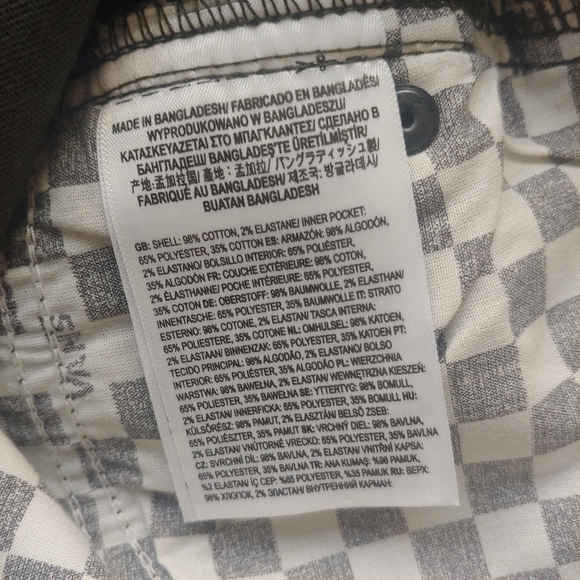 MADE IN BANGLADESH/ FABRICADO EN BANGLADÉS/
WYPRODUKOWANO W BANGLADESZU/
ΚΑΤΑΣΚΕΥΑΖΕΤΑΙ ΣΤΟ ΜΠΑΓΚΛΑΝΤΕΣ/ СДЕЛАНО В
БАНГЛАДЕШ/ BANGLADEŞ'TE ÜRETİLMİŞTİR/
产地:孟加拉国/ 產地:孟加拉/ バングラディッシュ製/
FABRIQUÉ AU BANGLADESH/ 제조국: 방글라데시/
BUATAN BANGLADESH
GB: SHELL: 98% COTTON, 2% ELASTANE/ INNER POCKET:
65% POLYESTER, 35% COTTON ES: ARMAZÓN: 98% ALGODÓN,
2% ELASTANO/ BOLSILLO INTERIOR: 65% POLIÉSTER,
35% ALGODÓN FR: COUCHE EXTÉRIEURE: 98% COTON,
2% ÉLASTHANNE/ POCHE INTÉRIEURE: 65% POLYESTER,
35% COTON DE: OBERSTOFF: 98% BAUMWOLLE, 2% ELASTHAN/
INNENTASCHE: 65% POLYESTER, 35% BAUMWOLLE IT: STRATO
ESTERNO: 98% COTONE, 2% ELASTAN/ TASCA INTERNA:
65% POLIESTERE, 35% COTONE NL: OMHULSEL: 98% KATOEN,
2% ELASTAAN/ BINNENZAK: 65% POLYESTER, 35% KATOEN PT:
TECIDO PRINCIPAL: 98% ALGODÃO, 2% ELASTANO/ BOLSO
INTERIOR: 65% POLIÉSTER, 35% ALGODÃO PL: WIERZCHNIA
WARSTWA: 98% BAWEŁNA, 2% ELASTAN/ WEWNĘTRZNA KIESZEŃ:
65% POLIESTER, 35% BAWEŁNA SE: YTTERTYG: 98% BOMULL,
2% ELASTAN/ INNERFICKA: 65% POLYESTER, 35% BOMULL HU:
KÜLSŐRÉSZ: 98% PAMUT, 2% ELASZTÁN/ BELSŐ ZSEB:
65% POLIÉSZTER, 35% PAMUT SK: VRCHNÝ DIEL: 98% BAVLNA,
2% ELASTAN/ VNÚTORNÉ VRECKO: 65% POLYESTER, 35% BAVLNA
CZ: SVRCHNÍ DÍL: 98% BAVLNA, 2% ELASTAN/ VNITŘNÍ KAPSA:
65% POLYESTER, 35% BAVLNA TR: ANA KUMAŞ: %98 PAMUK,
%2 ELASTAN/ İÇ CEP: %65 POLYESTER, %35 PAMUK RU: ВЕРХ:
98% ХЛОПОК, 2% ЭЛАСТАН/ ВНУТРЕННИЙ КАРМАН:
VANS